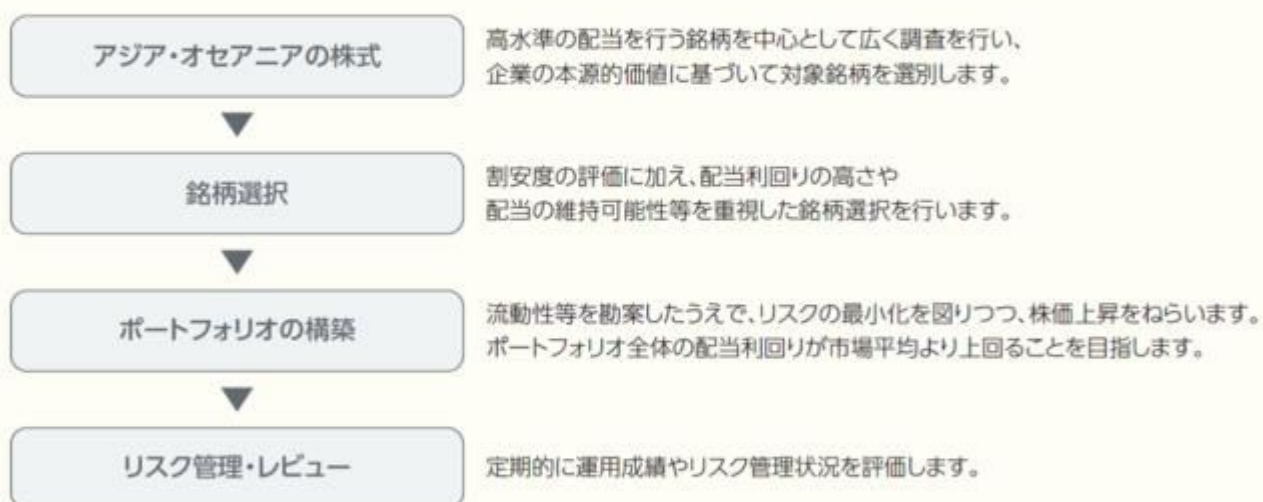 アジア・オセアニアの株式
高水準の配当を行う銘柄を中心として広く調査を行い、
企業の本源的価値に基づいて対象銘柄を選別します。
銘柄選択
割安度の評価に加え、配当利回りの高さや
配当の維持可能性等を重視した銘柄選択を行います。
ポートフォリオの構築
流動性等を勘案したうえで、リスクの最小化を図りつつ、株価上昇をねらいます。
ポートフォリオ全体の配当利回りが市場平均より上回ることを目指します。
リスク管理・レビュー
定期的に運用成績やリスク管理状況を評価します。